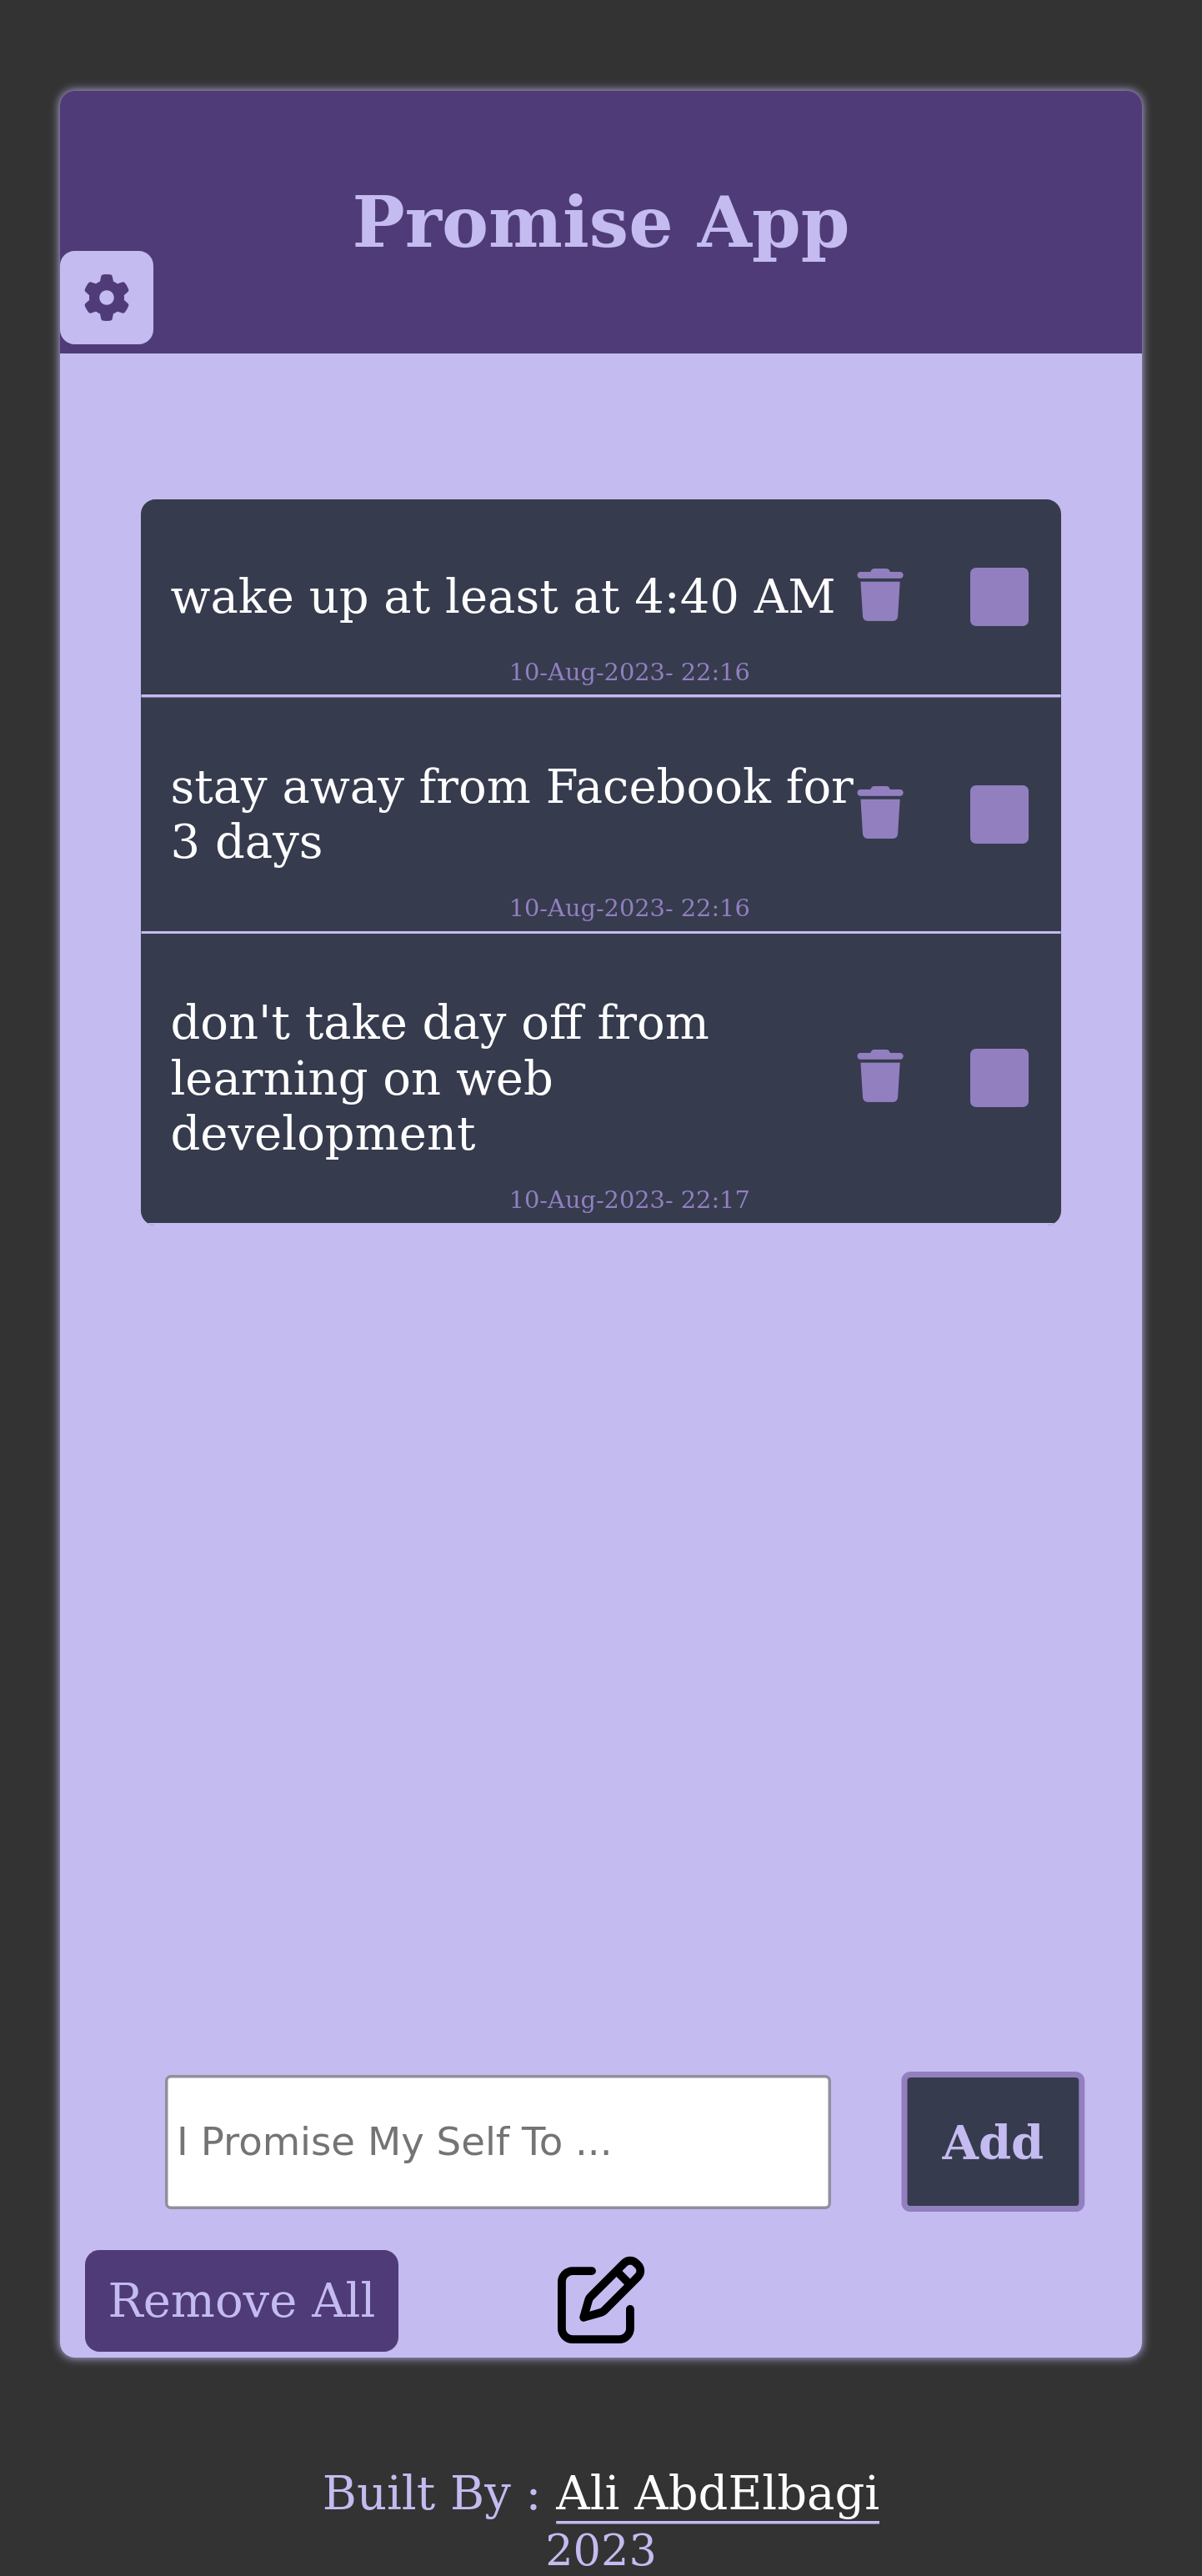 Promise App
wake up at least at 4:40 AM
10-Aug-2023- 22:16
stay away from Facebook for
3 days
10-Aug-2023- 22:16
don't take day off from
learning on web
development
10-Aug-2023- 22:17
I Promise My Self To ...
Add
Remove All
Built By : Ali AbdElbagi
2023